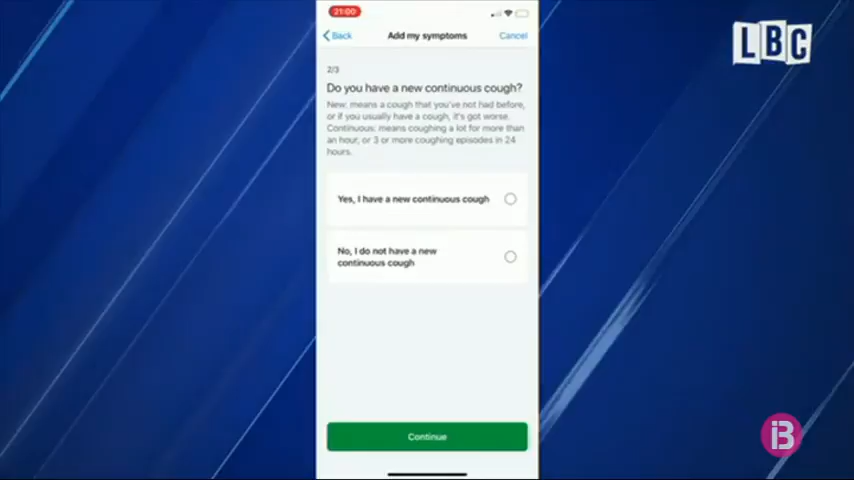 21:00
LBC
Back
Add my symptoms
Cancel
2/3
Do you have a new continuous cough?
New: means a cough that you've not had before,
or if you usually have a cough, it's got worse.
Continuous: means coughing a lot for more than
an hour, or 3 or more coughing episodes in 24
hours.
Yes, I have a new continuous cough
No, I do not have a new
continuous cough
Continue
iB